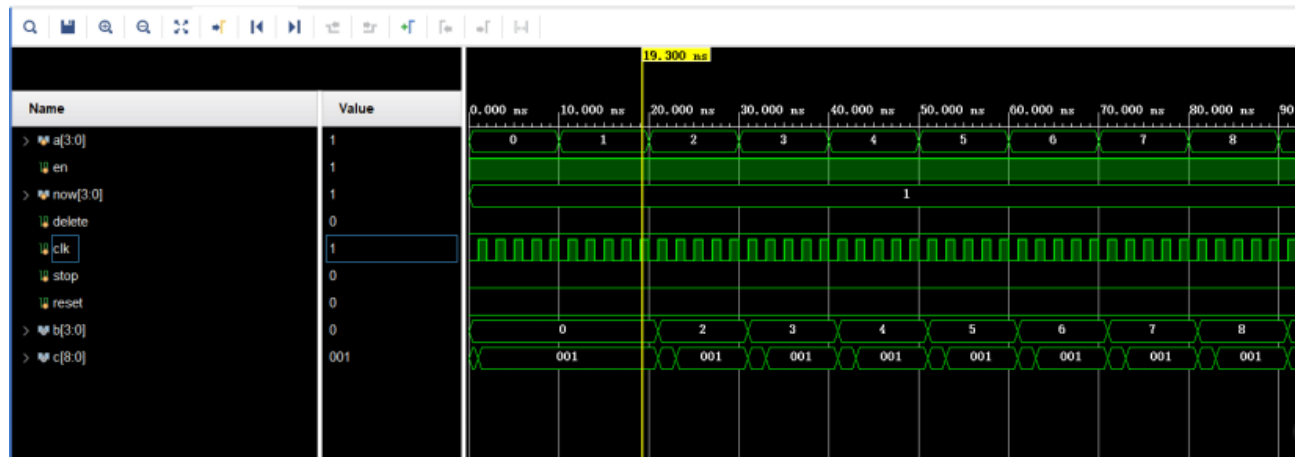 19.300 ns
Name Value 0.000 ns 10.000 ns 20.000 ns 30.000 ns 40.000 ns 50.000 ns 60.000 ns 70.000 ns 80.000 ns 90
a[3:0] 1 0 1 2 3 4 5 6 7 8
en 1
now[3:0] 1 1
delete 0
clk 1
stop 0
reset 0
b[3:0] 0 0 2 3 4 5 6 7 8
c[8:0] 001 001 001 001 001 001 001 001 001